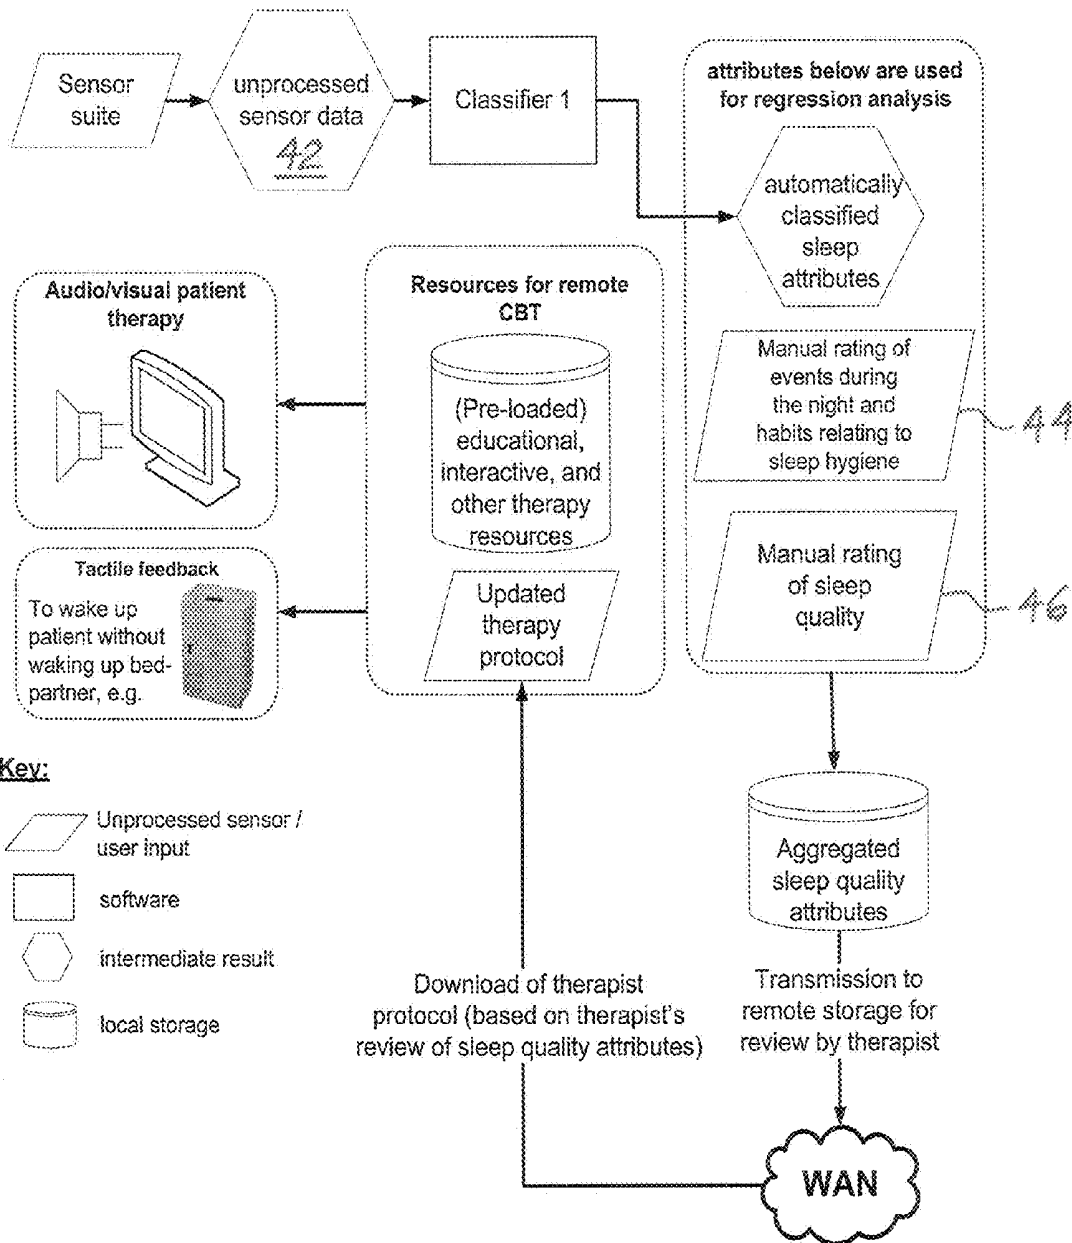 Sensor
suite
unprocessed
sensor data
42
Classifier 1
attributes below are used
for regression analysis
automatically
classified
sleep
attributes
Manual rating of
events during
the night and
habits relating to
sleep hygiene
44
Manual rating
of sleep
quality
46
Audio/visual patient
therapy
Resources for remote
CBT
(Pre-loaded)
educational,
interactive, and
other therapy
resources
Updated
therapy
protocol
Tactile feedback
To wake up
patient without
waking up bed-
partner, e.g.
Key:
Unprocessed sensor /
user input
software
intermediate result
local storage
Aggregated
sleep quality
attributes
Download of therapist
protocol (based on therapist's
review of sleep quality attributes)
Transmission to
remote storage for
review by therapist
WAN